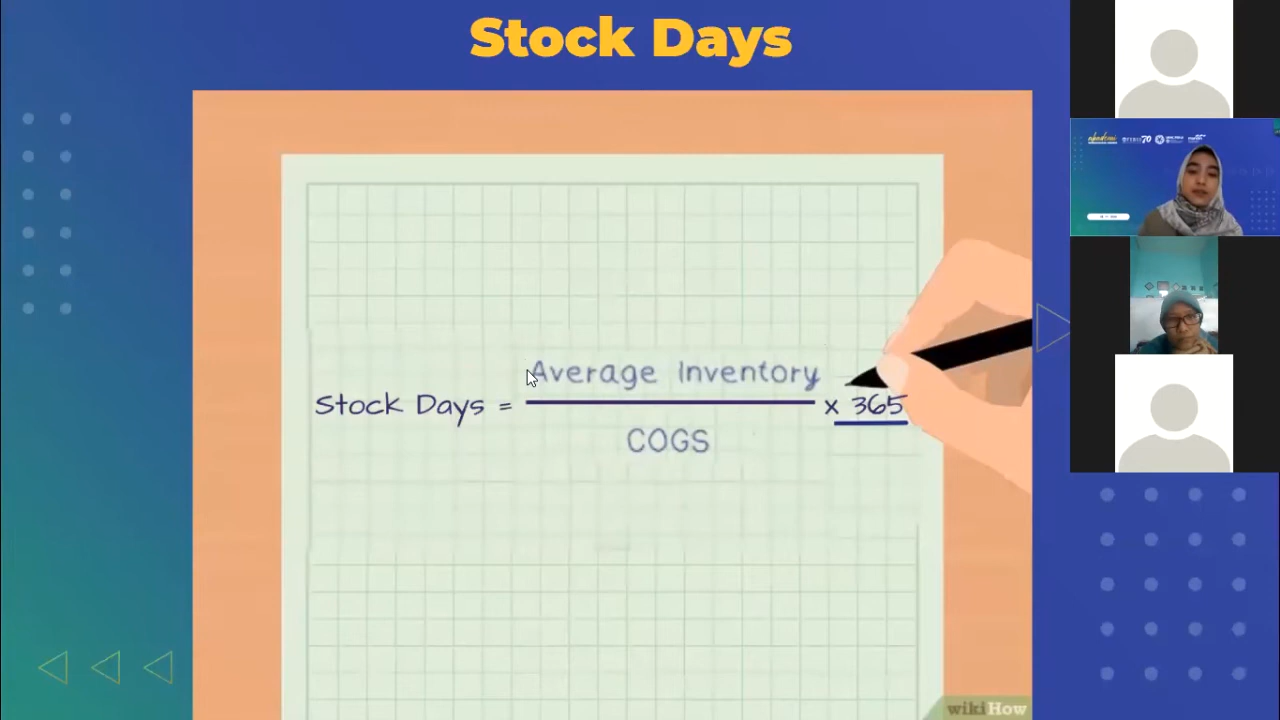 Stock Days
Average Inventory
Stock Days = x 365
COGS
wikiHow